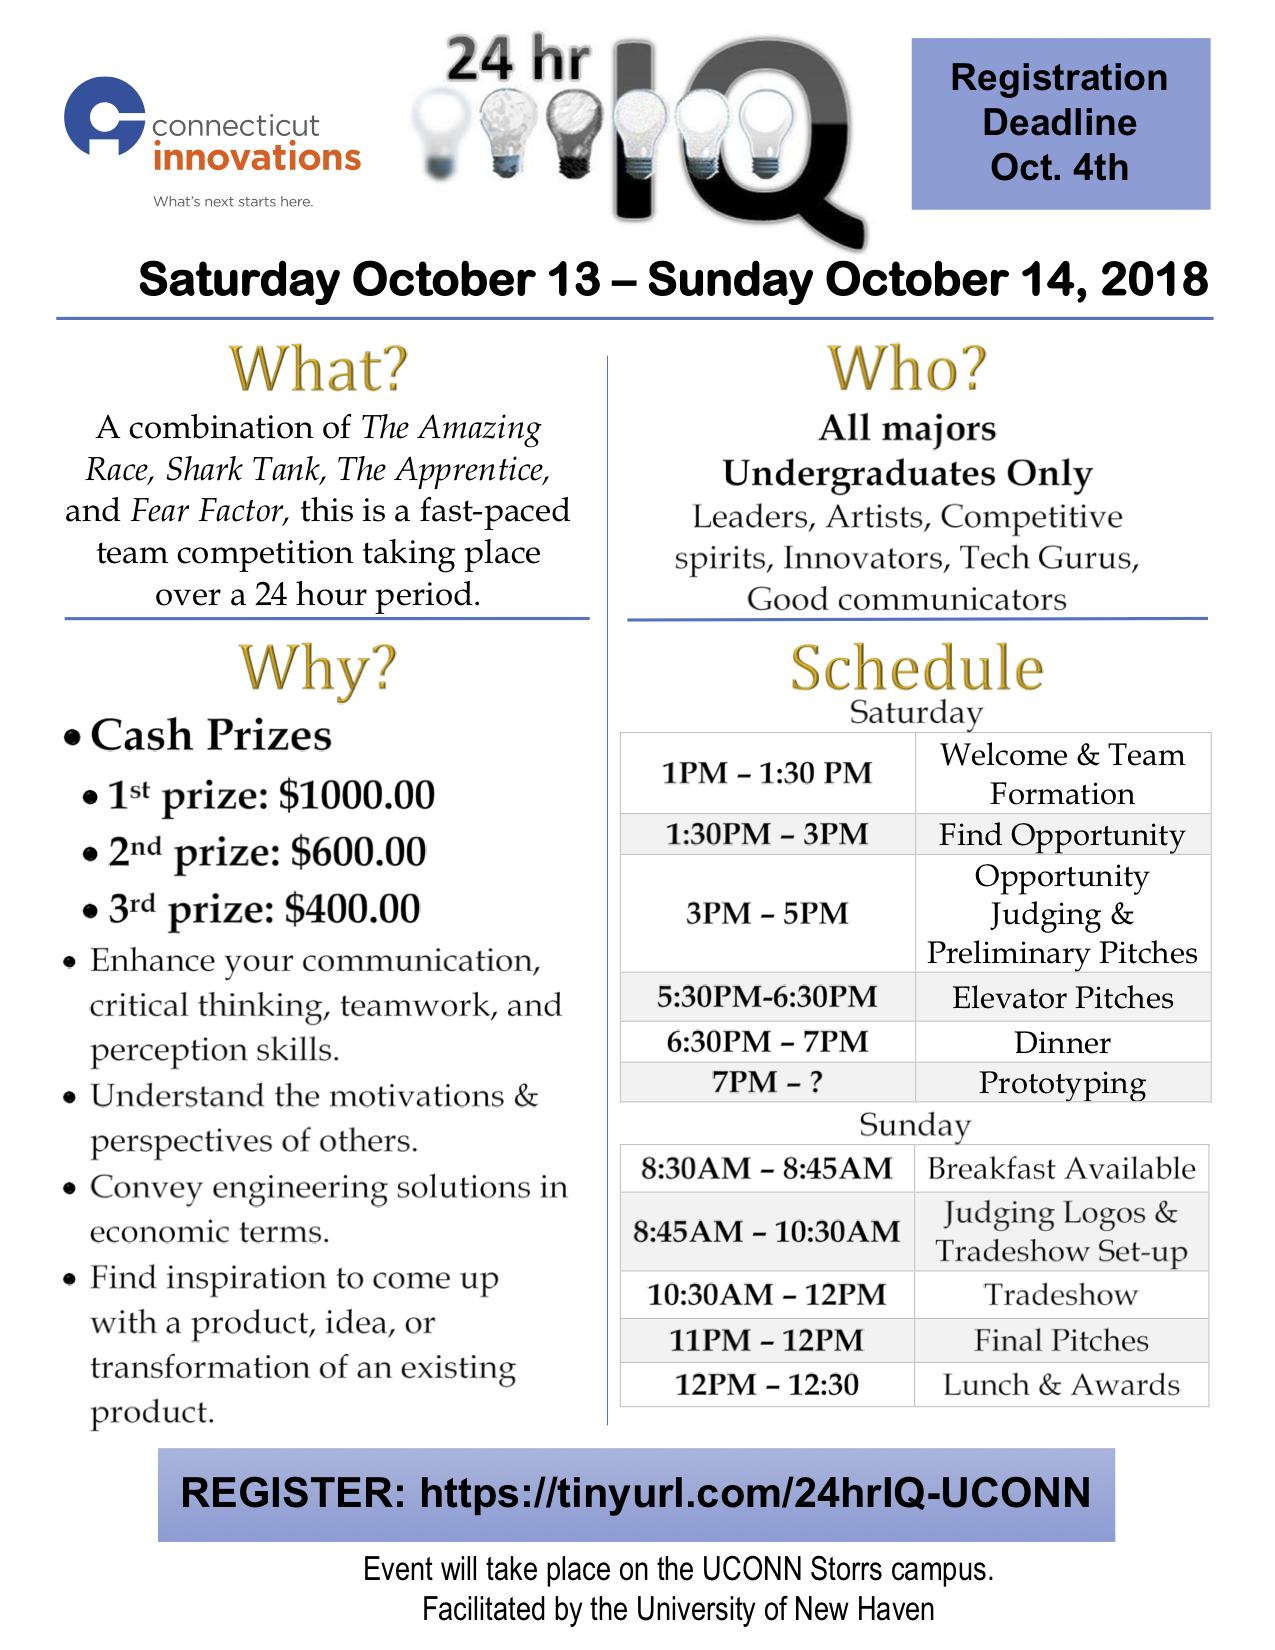 connecticut
innovations
What's next starts here.
24 hr
IQ
Registration
Deadline
Oct. 4th
Saturday October 13 – Sunday October 14, 2018
What?
A combination of The Amazing
Race, Shark Tank, The Apprentice,
and Fear Factor, this is a fast-paced
team competition taking place
over a 24 hour period.
Who?
All majors
Undergraduates Only
Leaders, Artists, Competitive
spirits, Innovators, Tech Gurus,
Good communicators
Why?
• Cash Prizes
• 1st prize: $1000.00
• 2nd prize: $600.00
• 3rd prize: $400.00
• Enhance your communication,
critical thinking, teamwork, and
perception skills.
• Understand the motivations &
perspectives of others.
• Convey engineering solutions in
economic terms.
• Find inspiration to come up
with a product, idea, or
transformation of an existing
product.
Schedule
Saturday
1PM – 1:30 PM
Welcome & Team
Formation
1:30PM – 3PM
Find Opportunity
3PM – 5PM
Opportunity
Judging &
Preliminary Pitches
5:30PM-6:30PM
Elevator Pitches
6:30PM – 7PM
Dinner
7PM – ?
Prototyping
Sunday
8:30AM – 8:45AM
Breakfast Available
8:45AM – 10:30AM
Judging Logos &
Tradeshow Set-up
10:30AM – 12PM
Tradeshow
11PM – 12PM
Final Pitches
12PM – 12:30
Lunch & Awards
REGISTER: https://tinyurl.com/24hrIQ-UCONN
Event will take place on the UCONN Storrs campus.
Facilitated by the University of New Haven